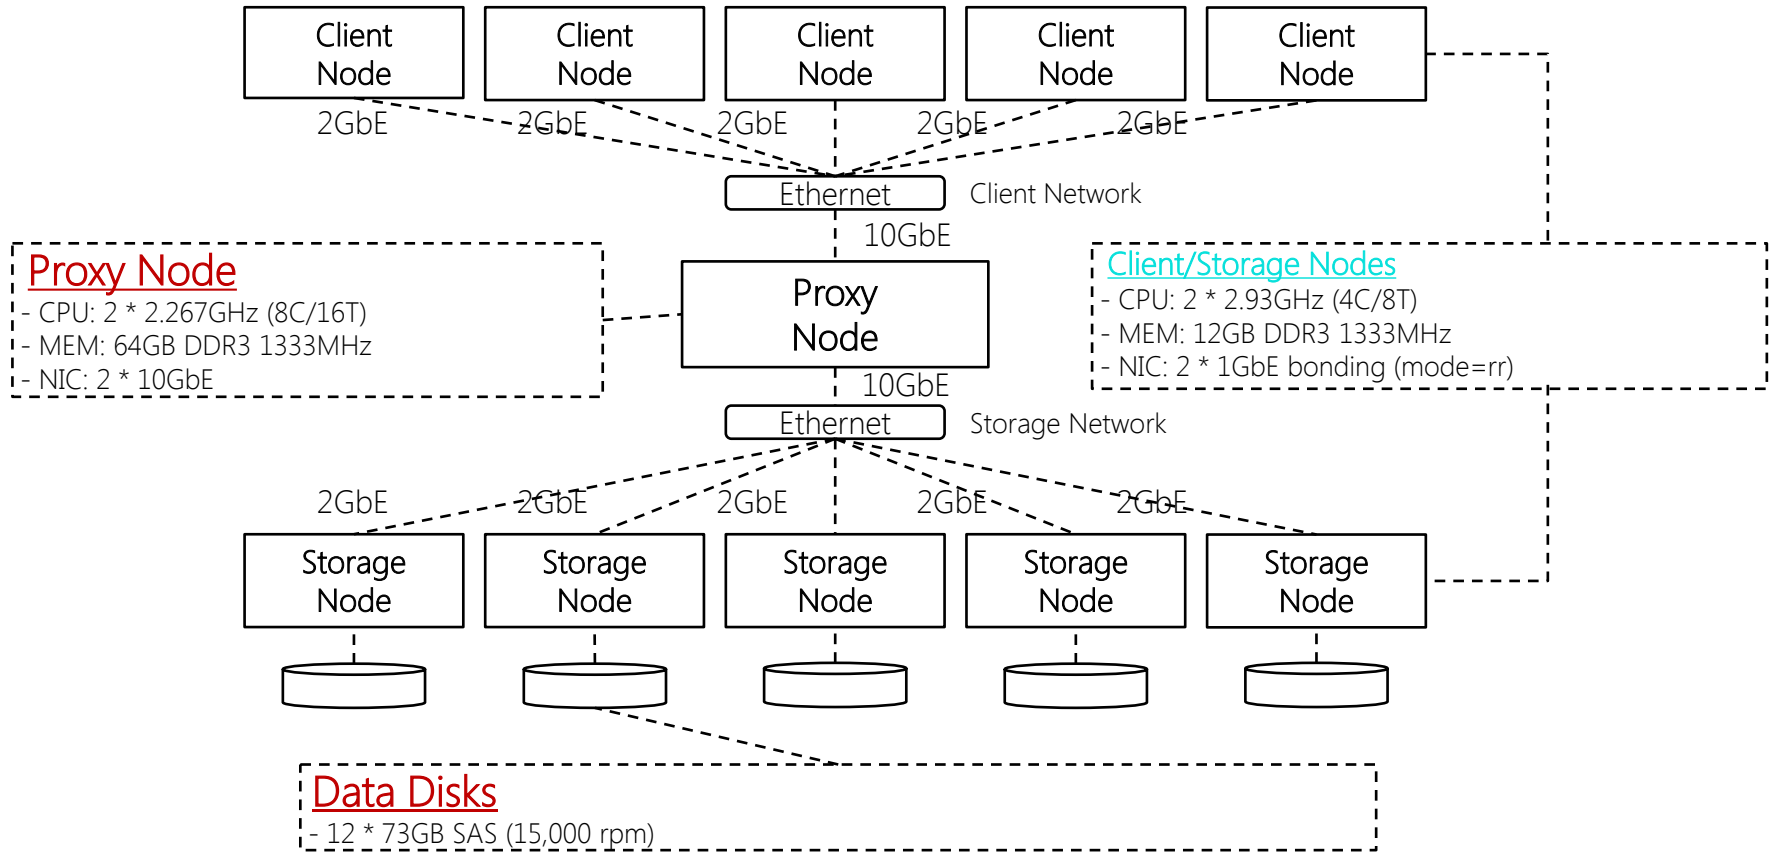 Client
Node
Client
Node
Client
Node
Client
Node
Client
Node
2GbE
2GbE
2GbE
2GbE
2GbE
Ethernet
Client Network
10GbE
Proxy Node
- CPU: 2 * 2.267GHz (8C/16T)
- MEM: 64GB DDR3 1333MHz
- NIC: 2 * 10GbE
Proxy
Node
Client/Storage Nodes
- CPU: 2 * 2.93GHz (4C/8T)
- MEM: 12GB DDR3 1333MHz
- NIC: 2 * 1GbE bonding (mode=rr)
10GbE
Ethernet
Storage Network
2GbE
2GbE
2GbE
2GbE
2GbE
Storage
Node
Storage
Node
Storage
Node
Storage
Node
Storage
Node
Data Disks
- 12 * 73GB SAS (15,000 rpm)